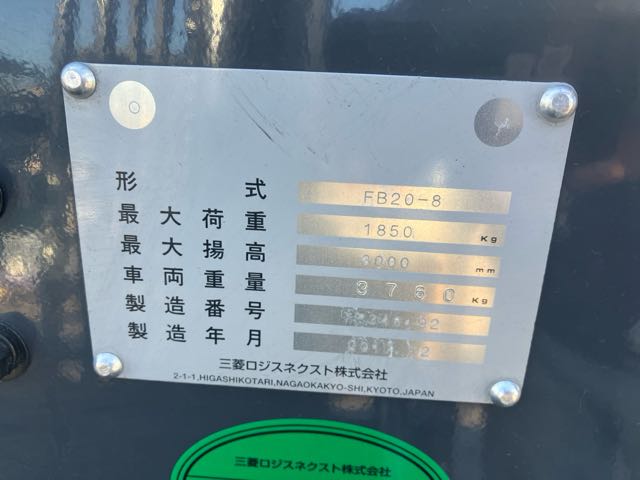 形式 FB20-8
最大荷重 1850 Kg
最大揚高 3000 mm
車両重量 3760 Kg
製造番号
製造年月
三菱ロジスネクスト株式会社
2-1-1,HIGASHIKOTARI,NAGAOKAKYO-SHI,KYOTO,JAPAN
三菱ロジスネクスト株式会社